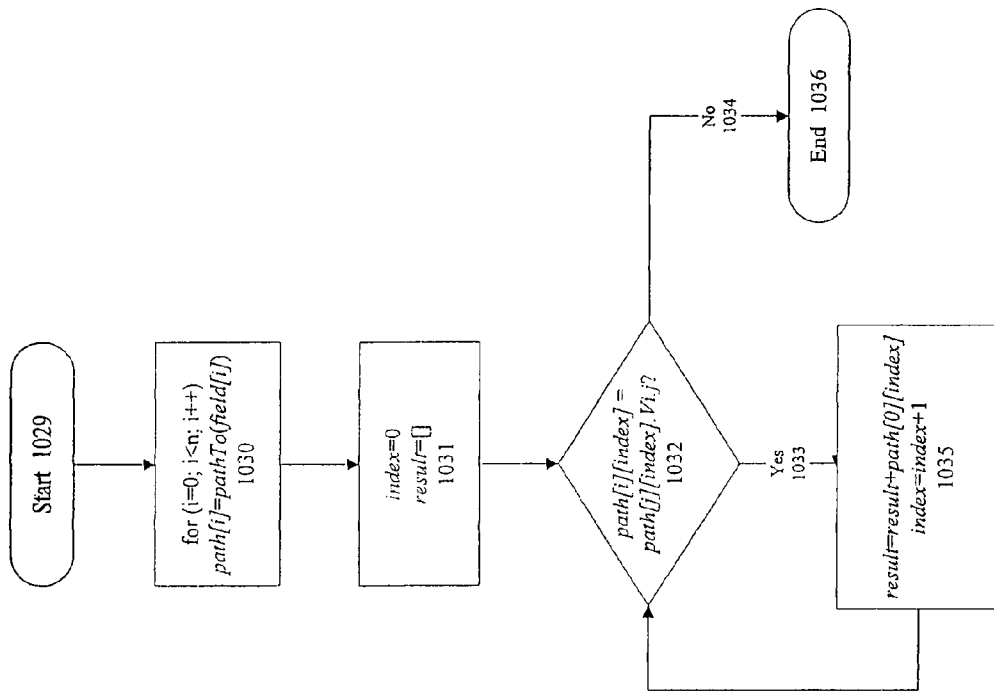 Start 1029
for (i=0; i<n; i++)
path[i]=pathTo(field[i])
1030
index=0
result=[]
1031
path[i][index] =
path[j][index].∀i,j?
1032
Yes
1033
No
1034
result=result+path[0][index]
index=index+1
1035
End 1036